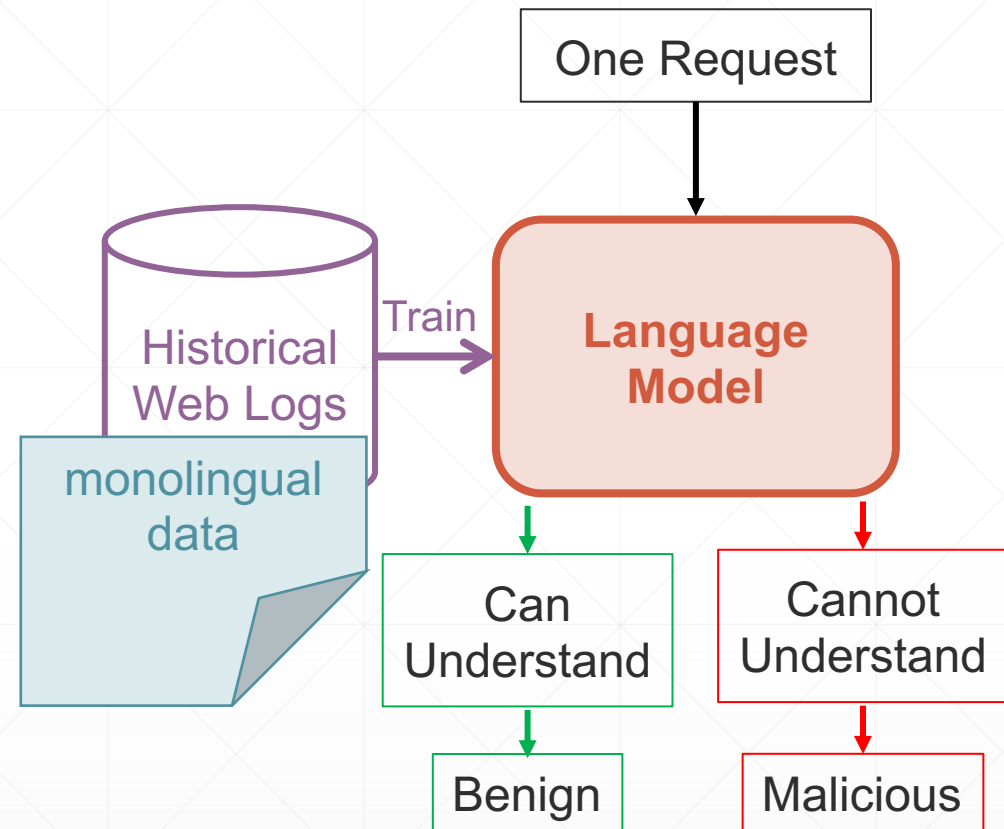 One Request
Historical
Web Logs
Train
Language
Model
monolingual
data
Can
Understand
Cannot
Understand
Benign
Malicious